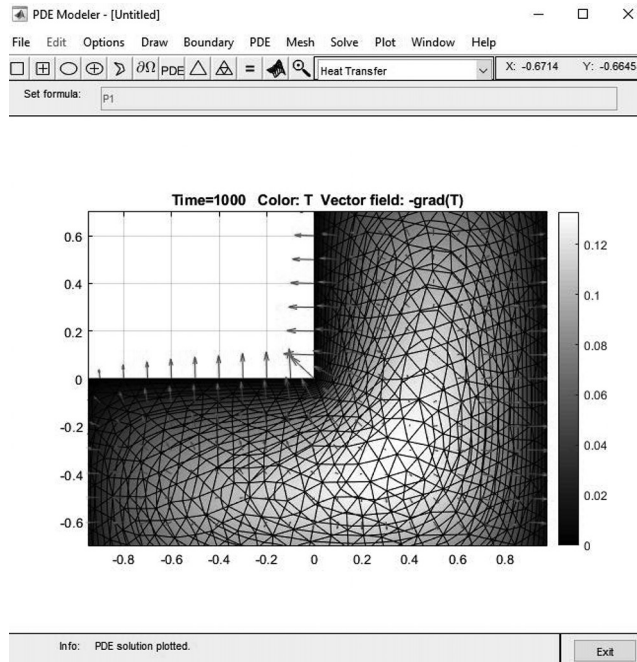 PDE Modeler - [Untitled]
File Edit Options Draw Boundary PDE Mesh Solve Plot Window Help
∂Ω PDE = Heat Transfer X: -0.6714 Y: -0.6645
Set formula: P1
Time=1000 Color: T Vector field: -grad(T)
0.6
0.4
0.2
0
-0.2
-0.4
-0.6
-0.8 -0.6 -0.4 -0.2 0 0.2 0.4 0.6 0.8
0.12
0.1
0.08
0.06
0.04
0.02
0
Info: PDE solution plotted.
Exit